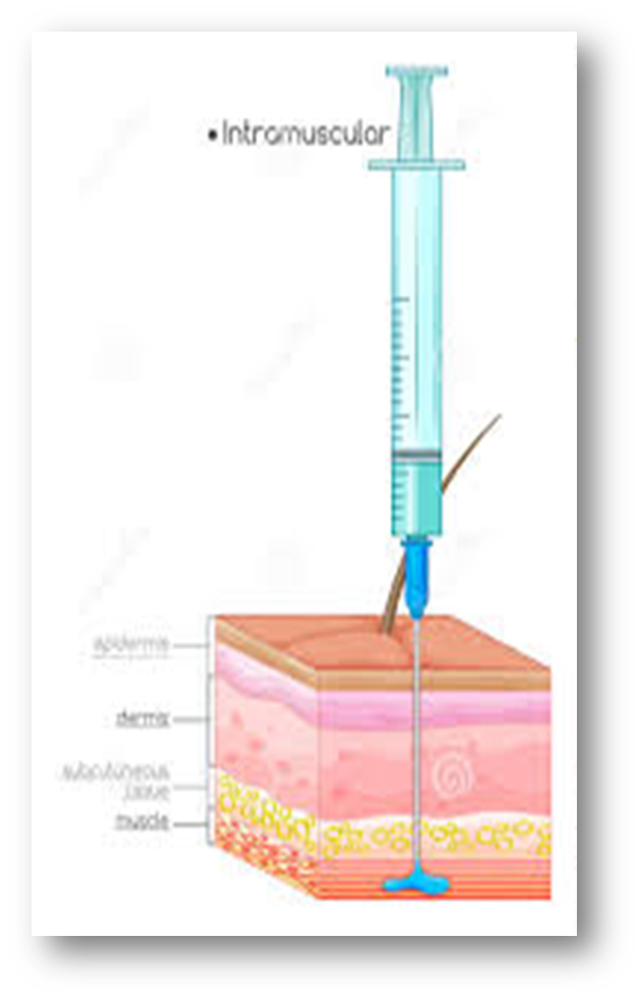 • Intramuscular
epidermis
dermis
subcutaneous
tissue
muscle